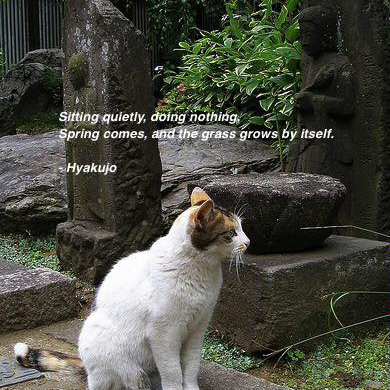 Sitting quietly, doing nothing,
Spring comes, and the grass grows by itself.
-Hyakujo